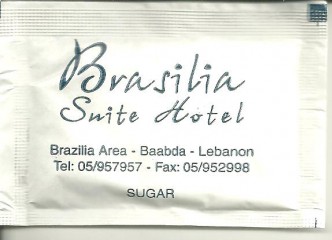 Brasilia
Suite Hotel
Brazilia Area - Baabda - Lebanon
Tel: 05/957957 - Fax: 05/952998
SUGAR